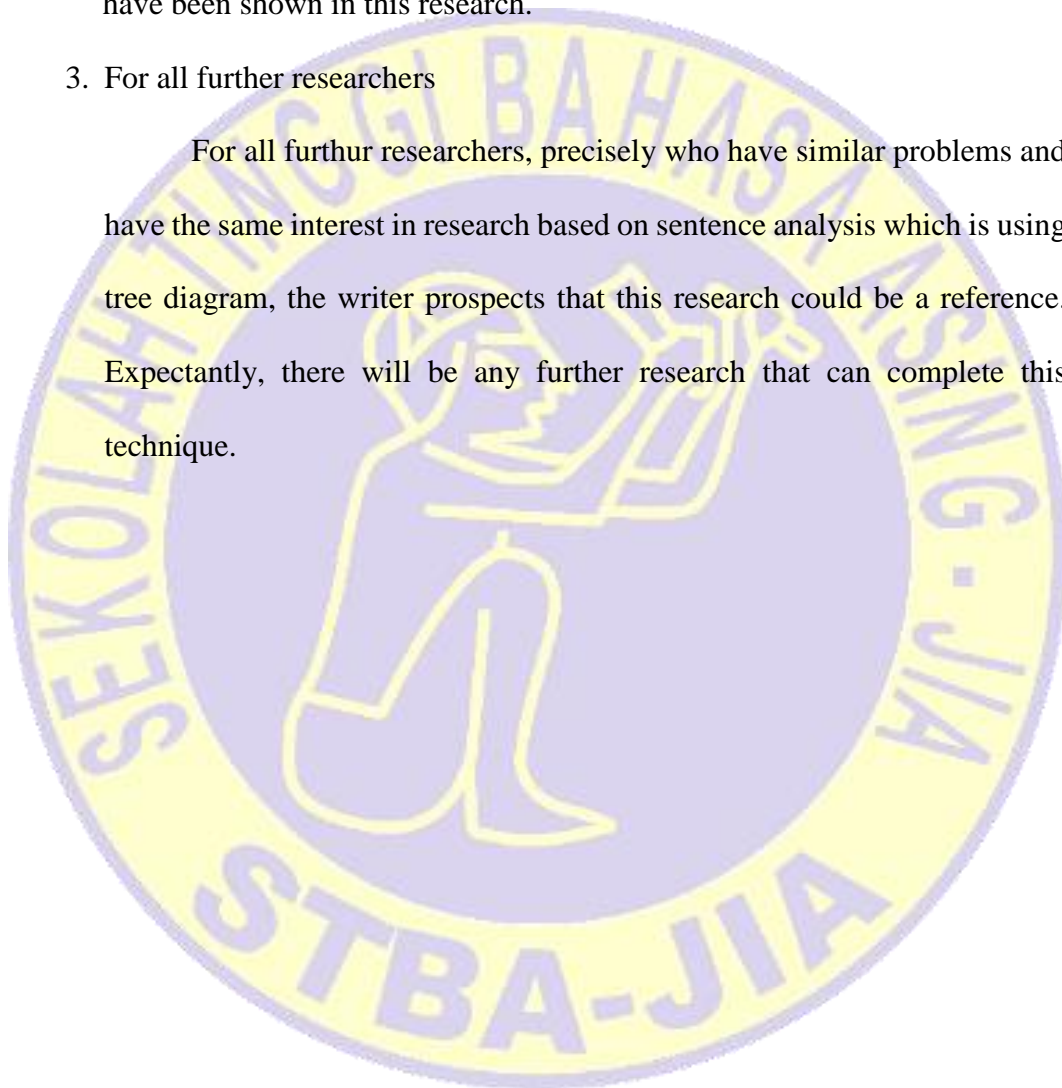 have been shown in this research.
3. For all further researchers
For all furthur researchers, precisely who have similar problems and
have the same interest in research based on sentence analysis which is using
tree diagram, the writer prospects that this research could be a reference.
Expectantly, there will be any further research that can complete this
technique.
SEKOLAH TINGGI BAHASA ASING - JIA
STBA-JIA